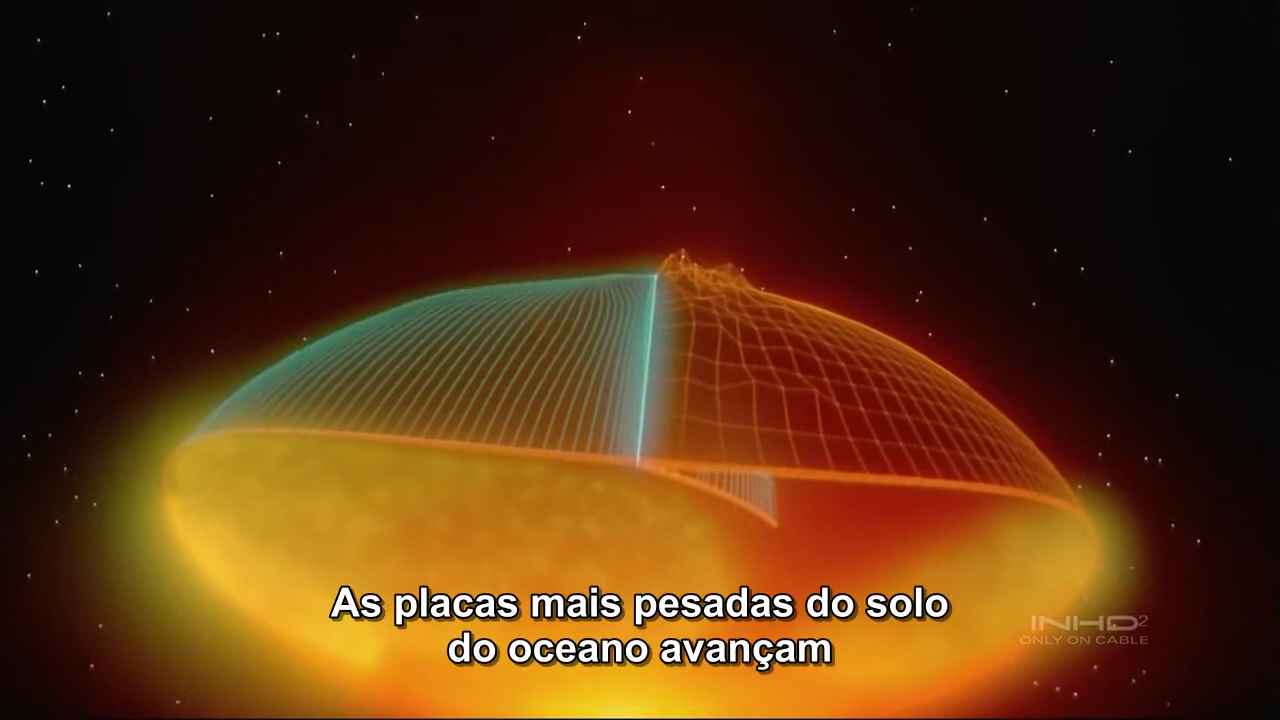 As placas mais pesadas do solo
do oceano avançam
INHD²
ONLY ON CABLE